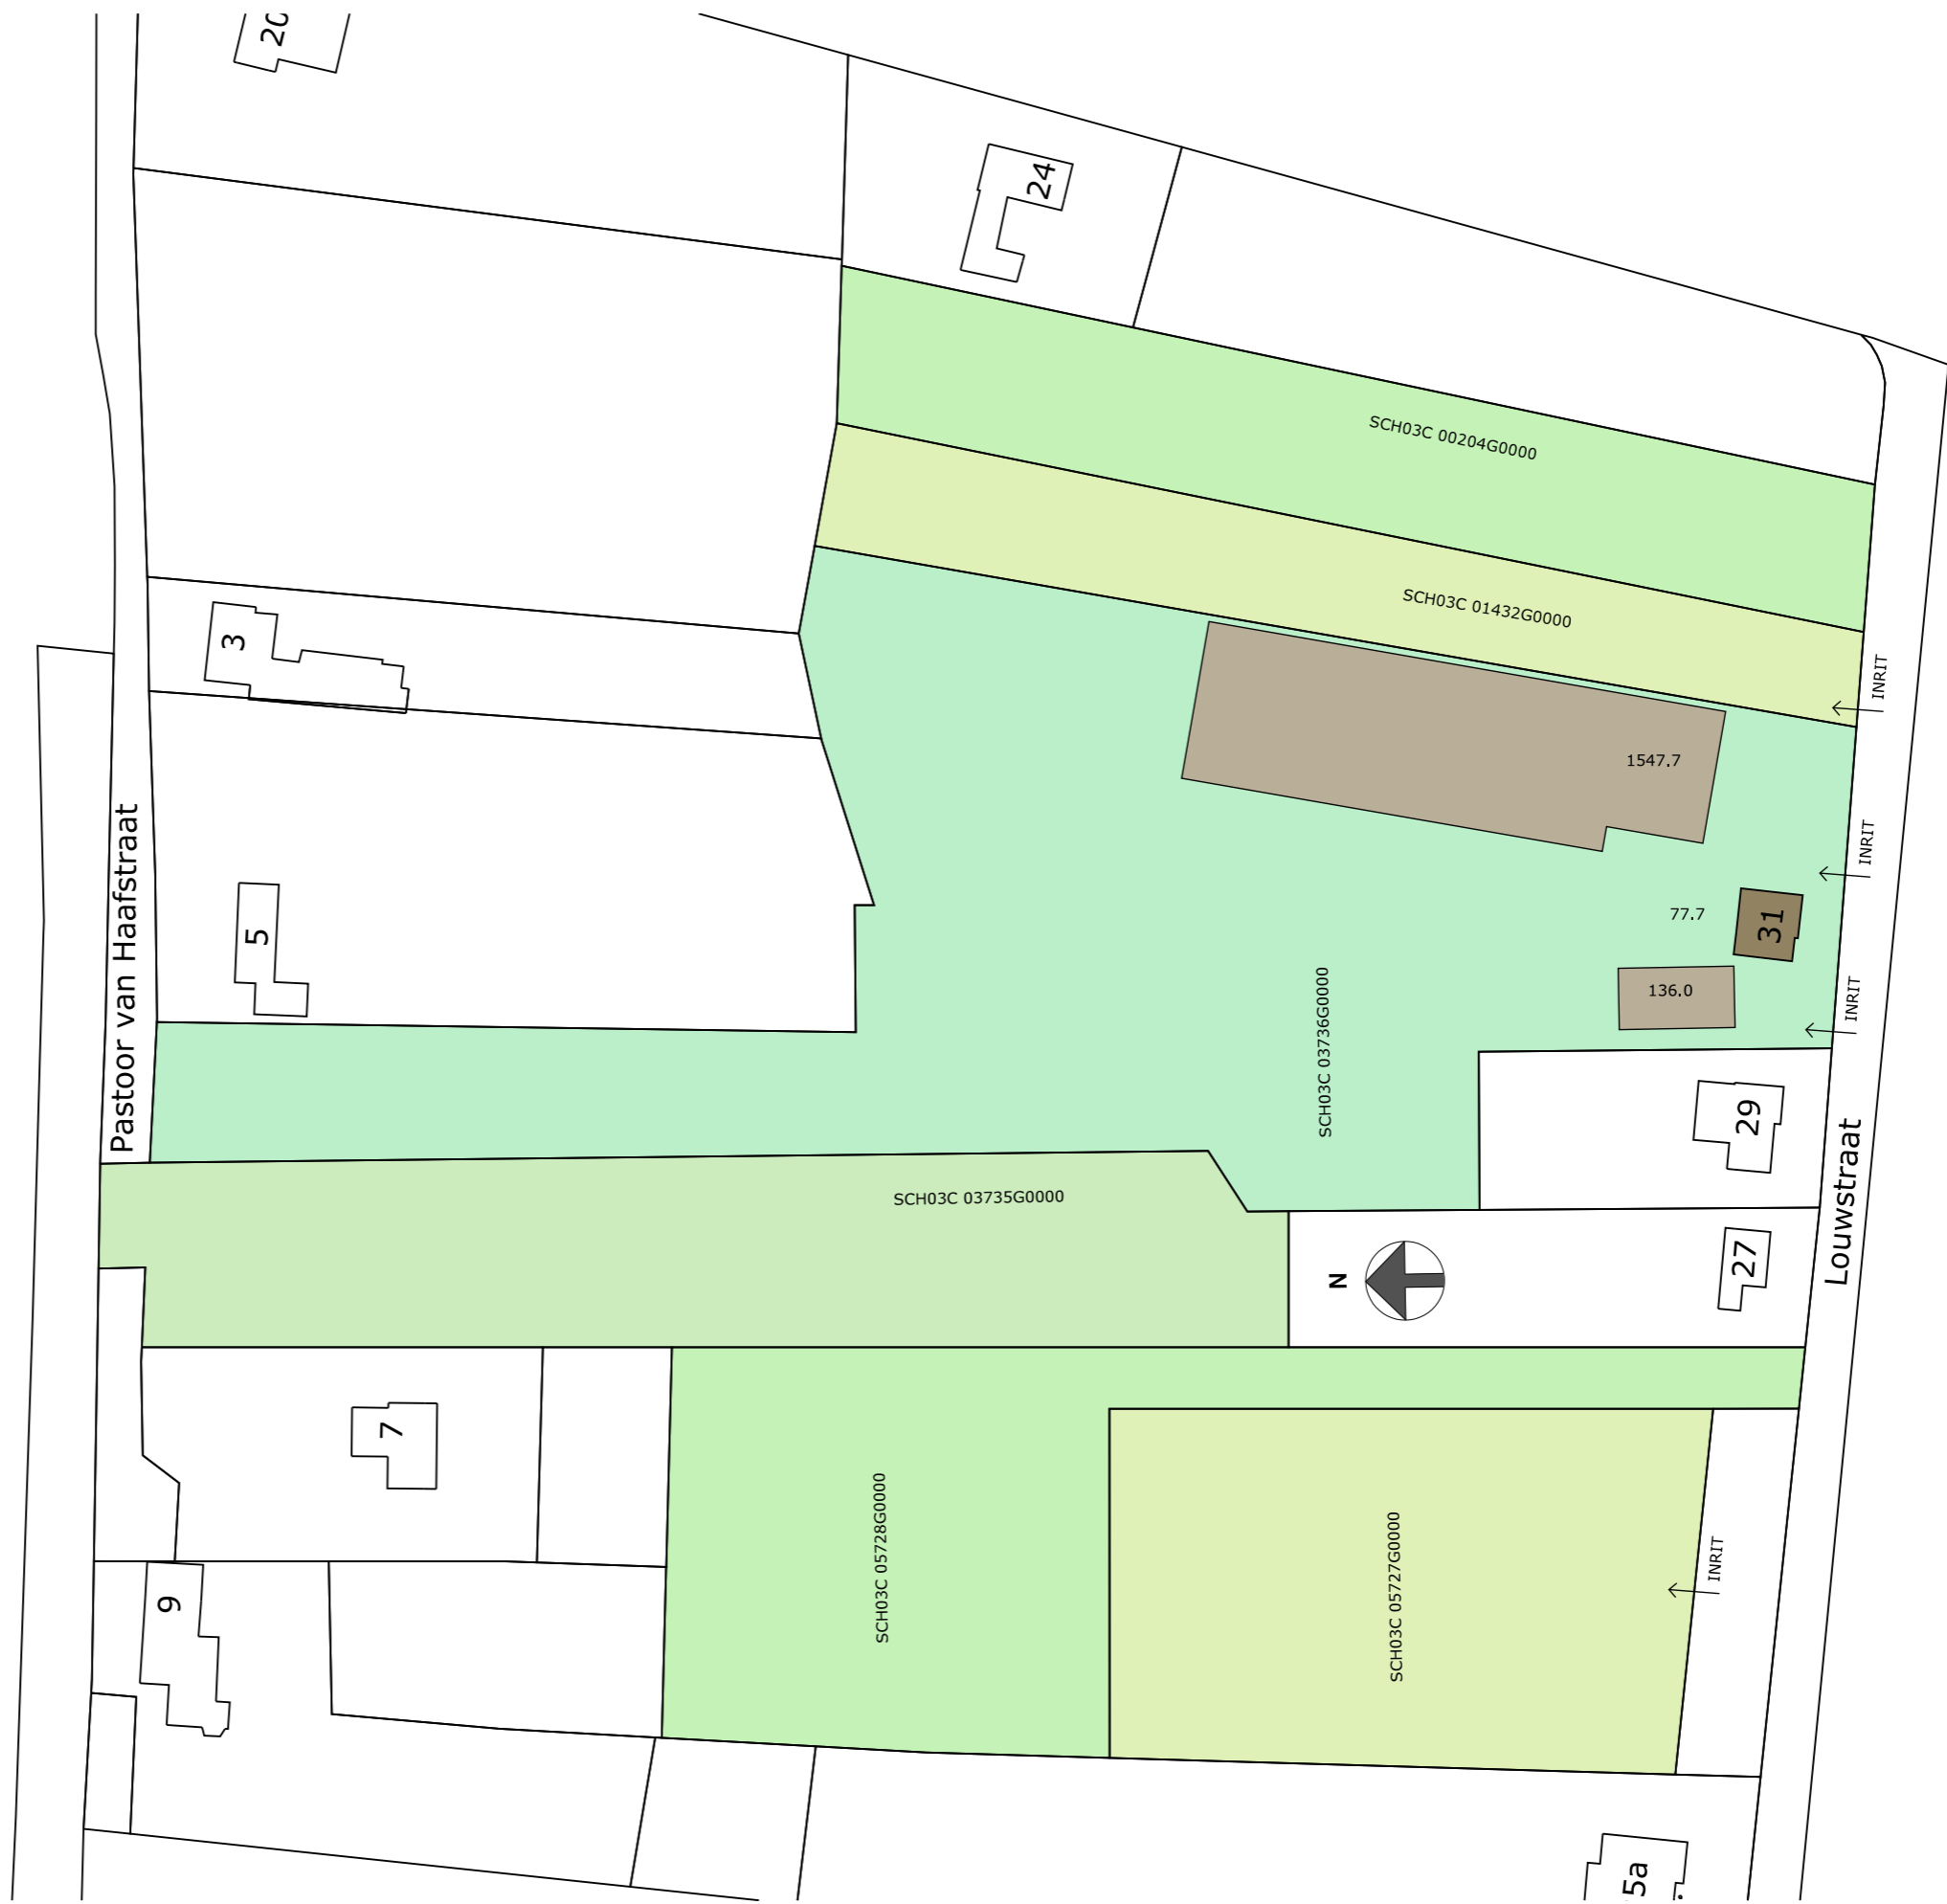 20
24
SCH03C 00204G0000
SCH03C 01432G0000
3
INRIT
1547.7
INRIT
77.7
31
5
136.0
INRIT
Pastoor van Haafstraat
SCH03C 03736G0000
29
SCH03C 03735G0000
Louwstraat
27
N
7
SCH03C 05728G0000
SCH03C 05727G0000
INRIT
9
5a